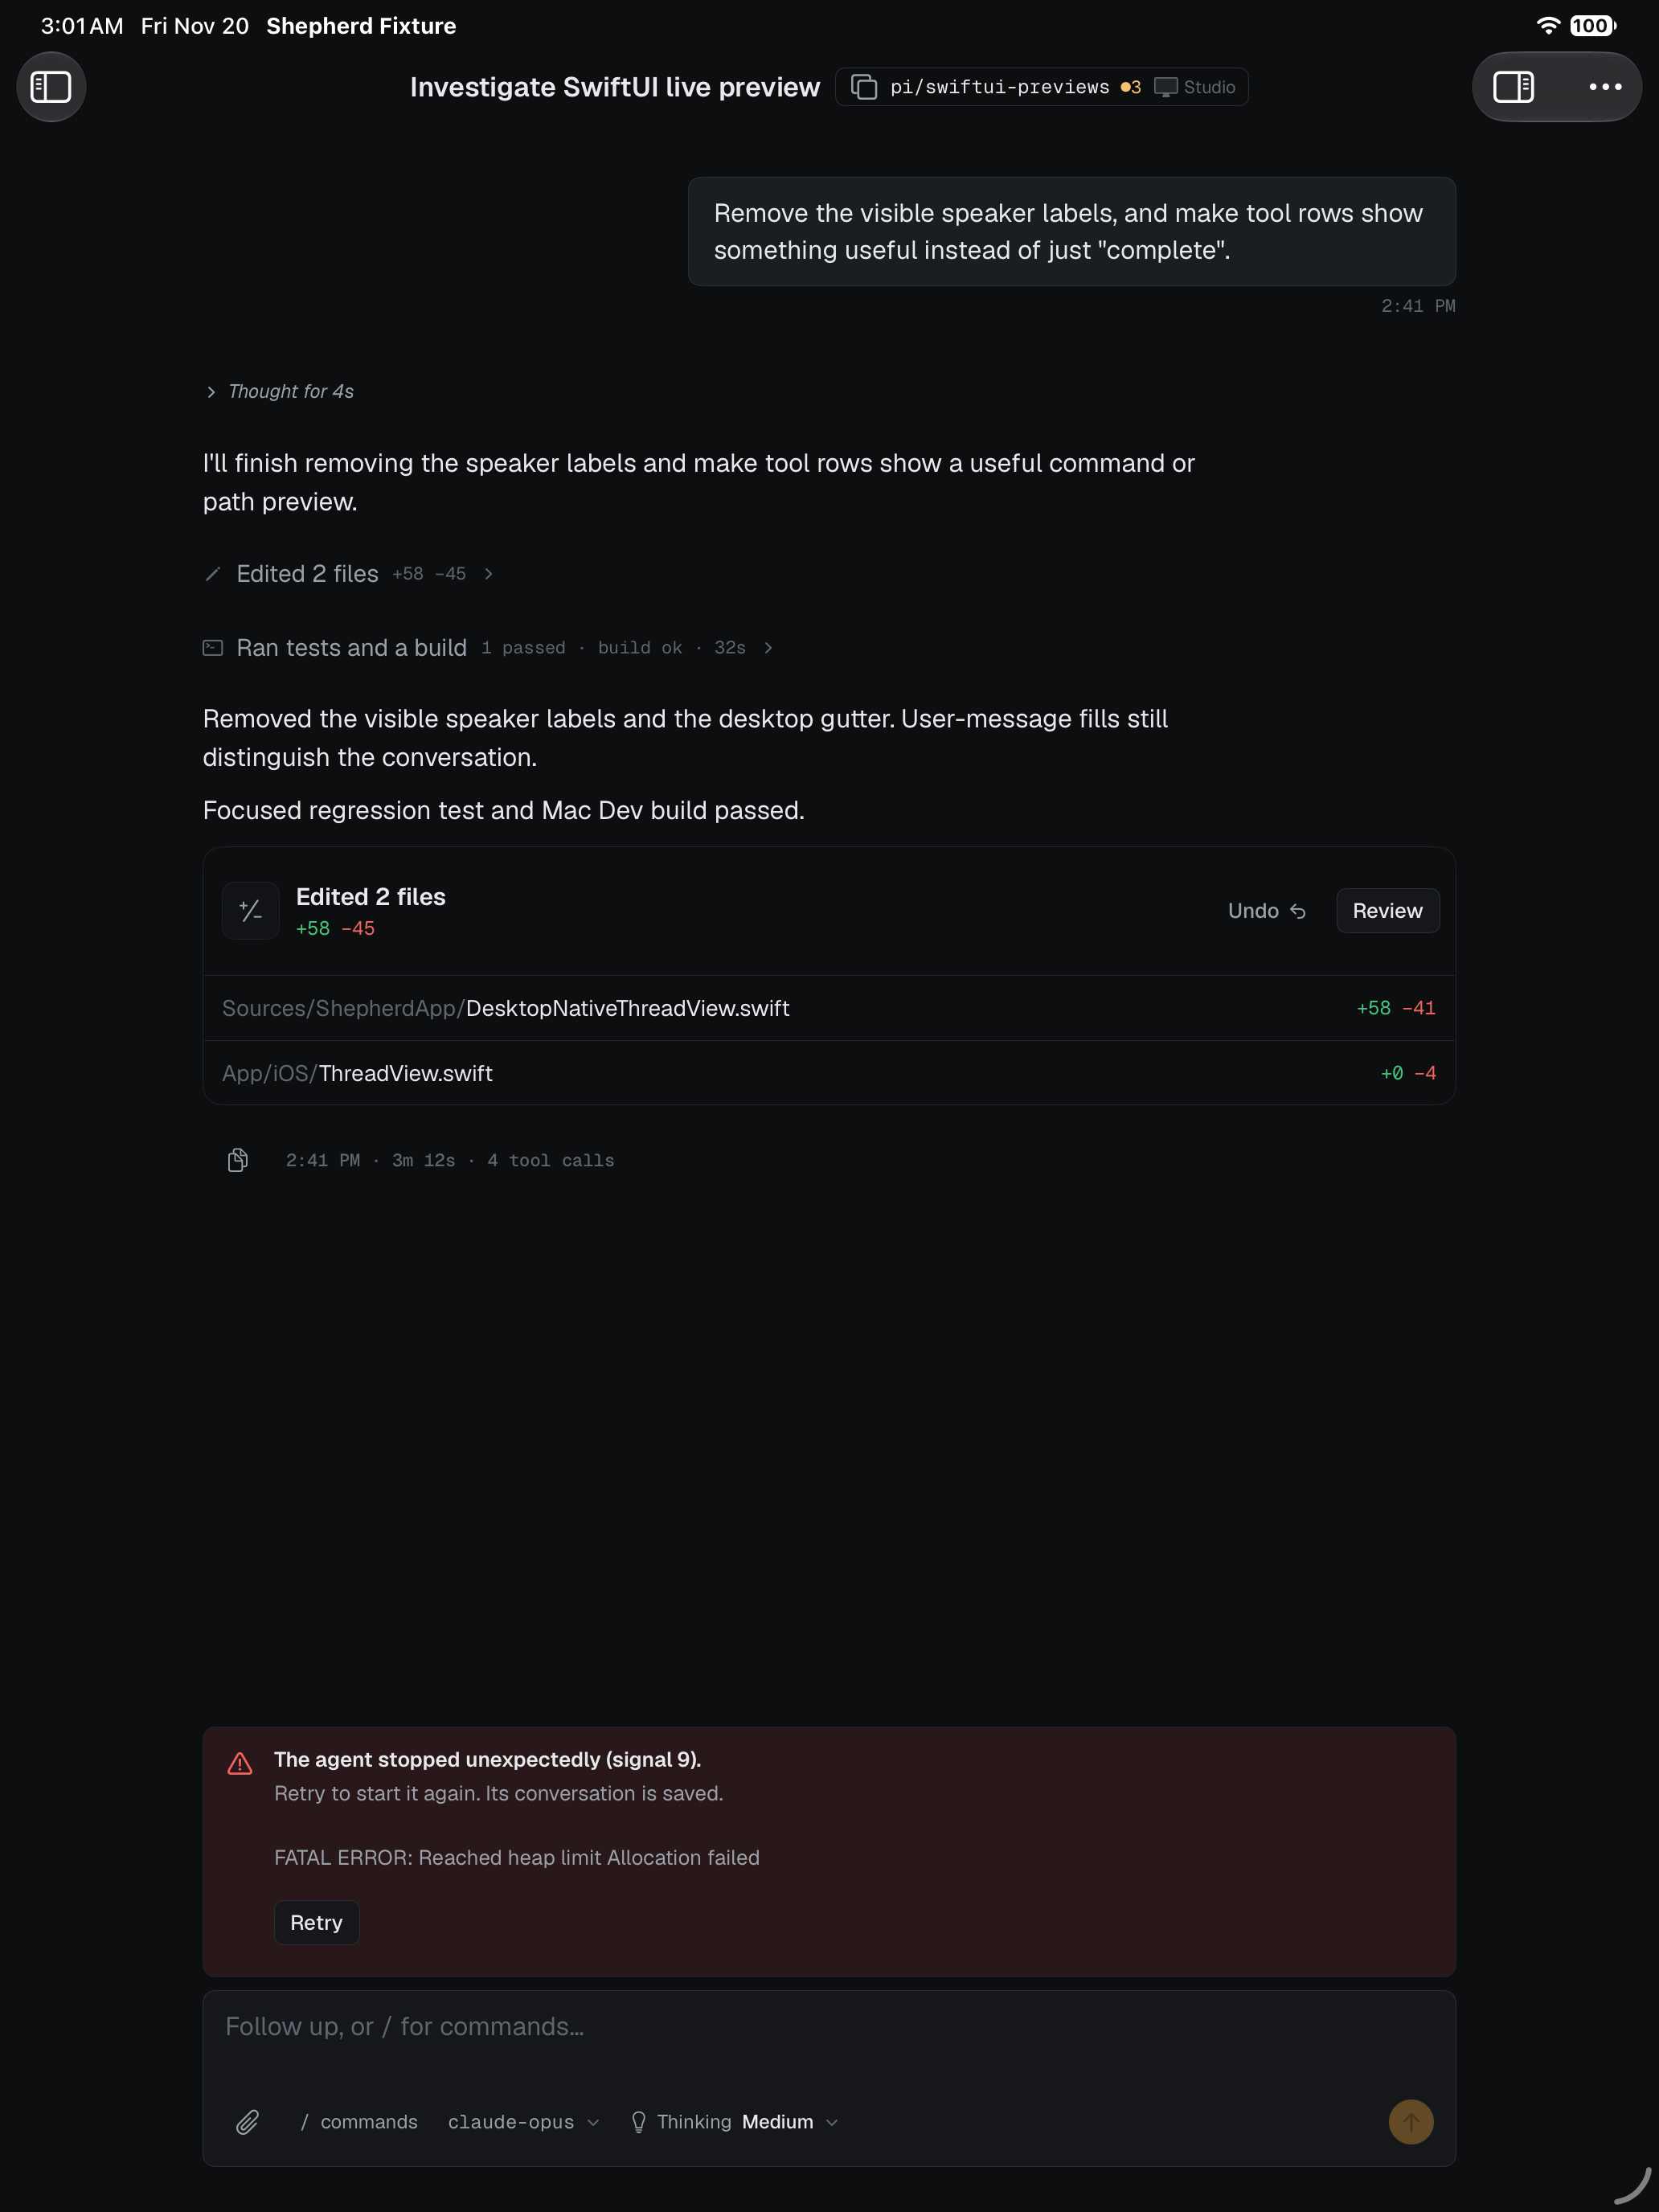 3:01 AM Fri Nov 20 Shepherd Fixture
100
Investigate SwiftUI live preview
pi/swiftui-previews 3 Studio
Remove the visible speaker labels, and make tool rows show
something useful instead of just "complete".
2:41 PM
Thought for 4s
I'll finish removing the speaker labels and make tool rows show a useful command or
path preview.
Edited 2 files +58 −45
Ran tests and a build 1 passed · build ok · 32s
Removed the visible speaker labels and the desktop gutter. User-message fills still
distinguish the conversation.
Focused regression test and Mac Dev build passed.
Edited 2 files
+58 −45
Undo
Review
Sources/ShepherdApp/DesktopNativeThreadView.swift +58 −41
App/iOS/ThreadView.swift +0 −4
2:41 PM · 3m 12s · 4 tool calls
The agent stopped unexpectedly (signal 9).
Retry to start it again. Its conversation is saved.
FATAL ERROR: Reached heap limit Allocation failed
Retry
Follow up, or / for commands…
/ commands claude-opus Thinking Medium